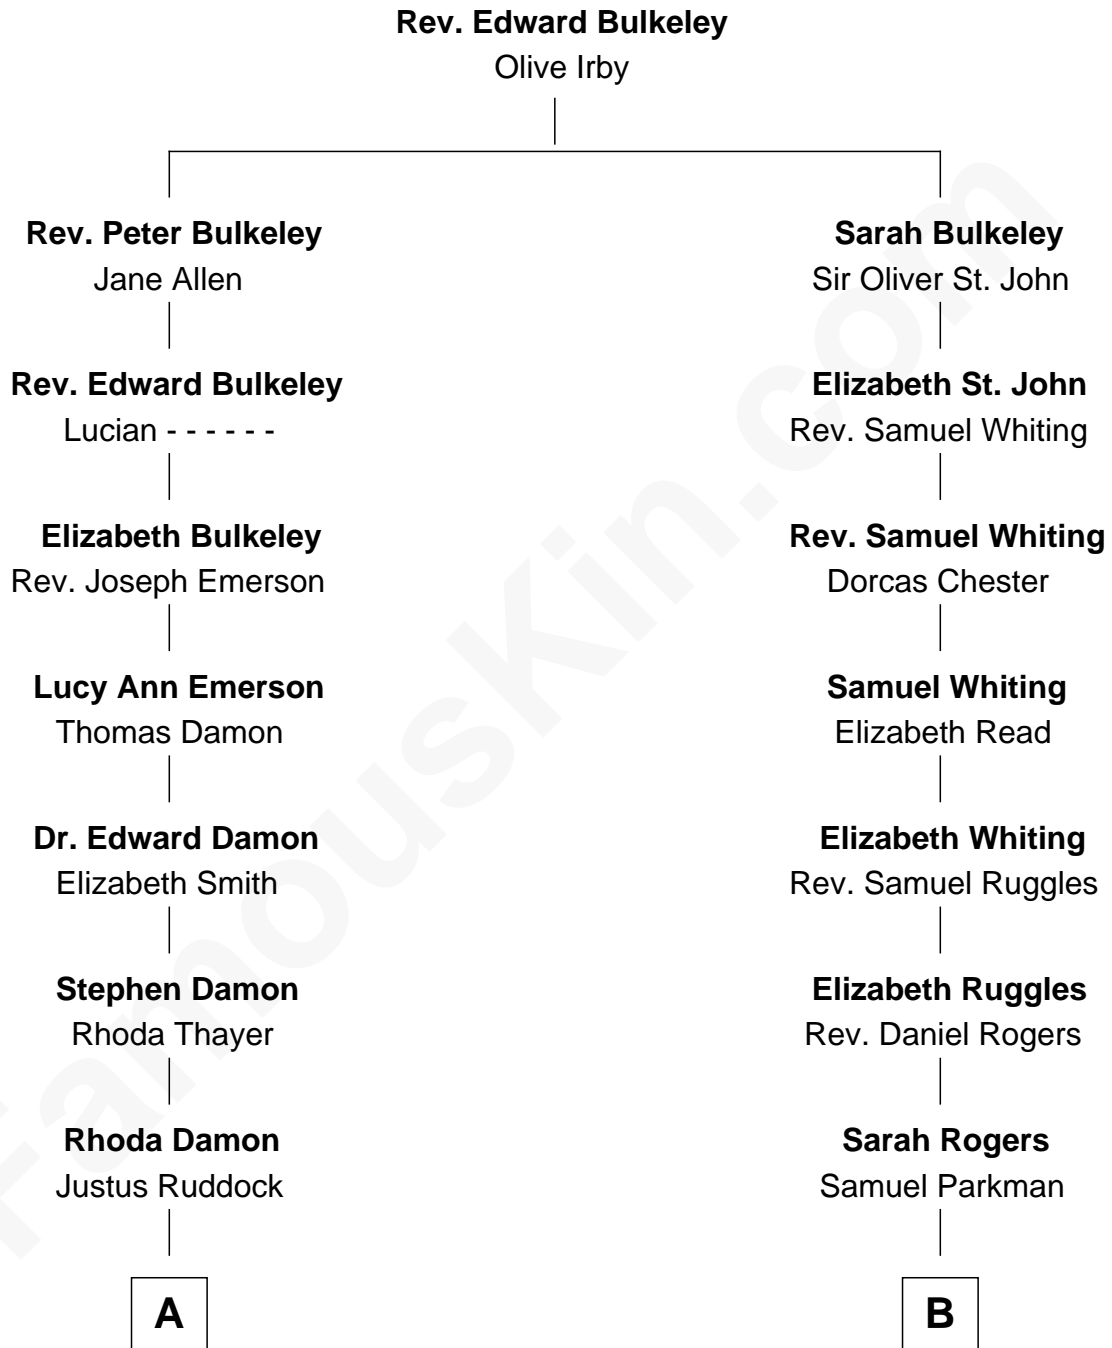 Rev. Edward Bulkeley
Olive Irby
Rev. Peter Bulkeley
Jane Allen
Rev. Edward Bulkeley
Lucian - - - - - -
Elizabeth Bulkeley
Rev. Joseph Emerson
Lucy Ann Emerson
Thomas Damon
Dr. Edward Damon
Elizabeth Smith
Stephen Damon
Rhoda Thayer
Rhoda Damon
Justus Ruddock
A
Sarah Bulkeley
Sir Oliver St. John
Elizabeth St. John
Rev. Samuel Whiting
Rev. Samuel Whiting
Dorcas Chester
Samuel Whiting
Elizabeth Read
Elizabeth Whiting
Rev. Samuel Ruggles
Elizabeth Ruggles
Rev. Daniel Rogers
Sarah Rogers
Samuel Parkman
B
FamousKin.com